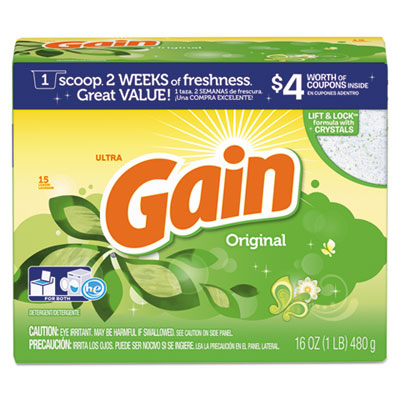 1 scoop. 2 WEEKS of freshness.
Great VALUE!
1 taza. 2 SEMANAS de frescura.
¡Una COMPRA EXCELENTE!
$4 WORTH OF COUPONS INSIDE
EN CUPONES ADENTRO
LIFT & LOCK™
formula with
CRYSTALS
ULTRA
Gain
15
Original
FOR BOTH
he
DETERGENT/DETERGENTE
CAUTION: EYE IRRITANT. MAY BE HARMFUL IF SWALLOWED. SEE CAUTION ON SIDE PANEL.
PRECAUCIÓN: IRRITA LOS OJOS. PUEDE SER NOCIVO SI SE INGIERE. LEA LA PRECAUCIÓN EN EL PANEL LATERAL.
16 OZ (1 LB) 480 g